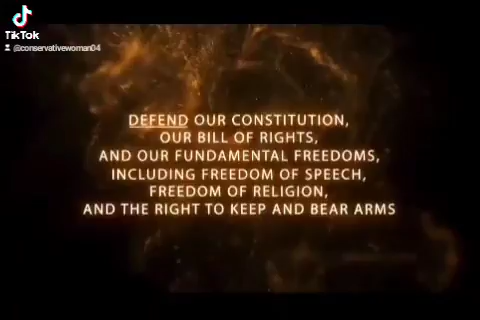 TikTok
@conservativewoman04
DEFEND OUR CONSTITUTION,
OUR BILL OF RIGHTS,
AND OUR FUNDAMENTAL FREEDOMS,
INCLUDING FREEDOM OF SPEECH,
FREEDOM OF RELIGION,
AND THE RIGHT TO KEEP AND BEAR ARMS